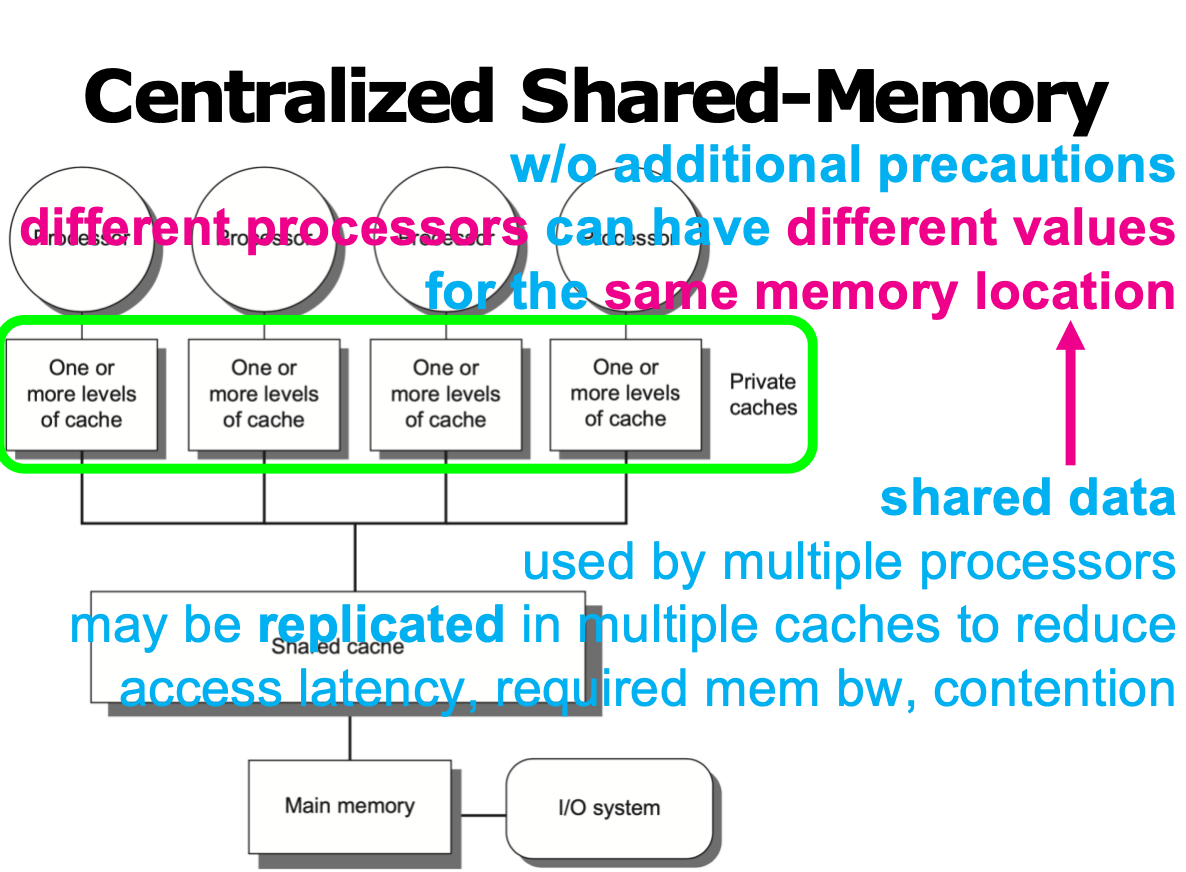 Centralized Shared-Memory
w/o additional precautions
different processors can have different values
for the same memory location
Processor
Processor
Processor
Processor
One or
more levels
of cache
One or
more levels
of cache
One or
more levels
of cache
One or
more levels
of cache
Private
caches
shared data
used by multiple processors
may be replicated in multiple caches to reduce
access latency, required mem bw, contention
Shared cache
Main memory
I/O system